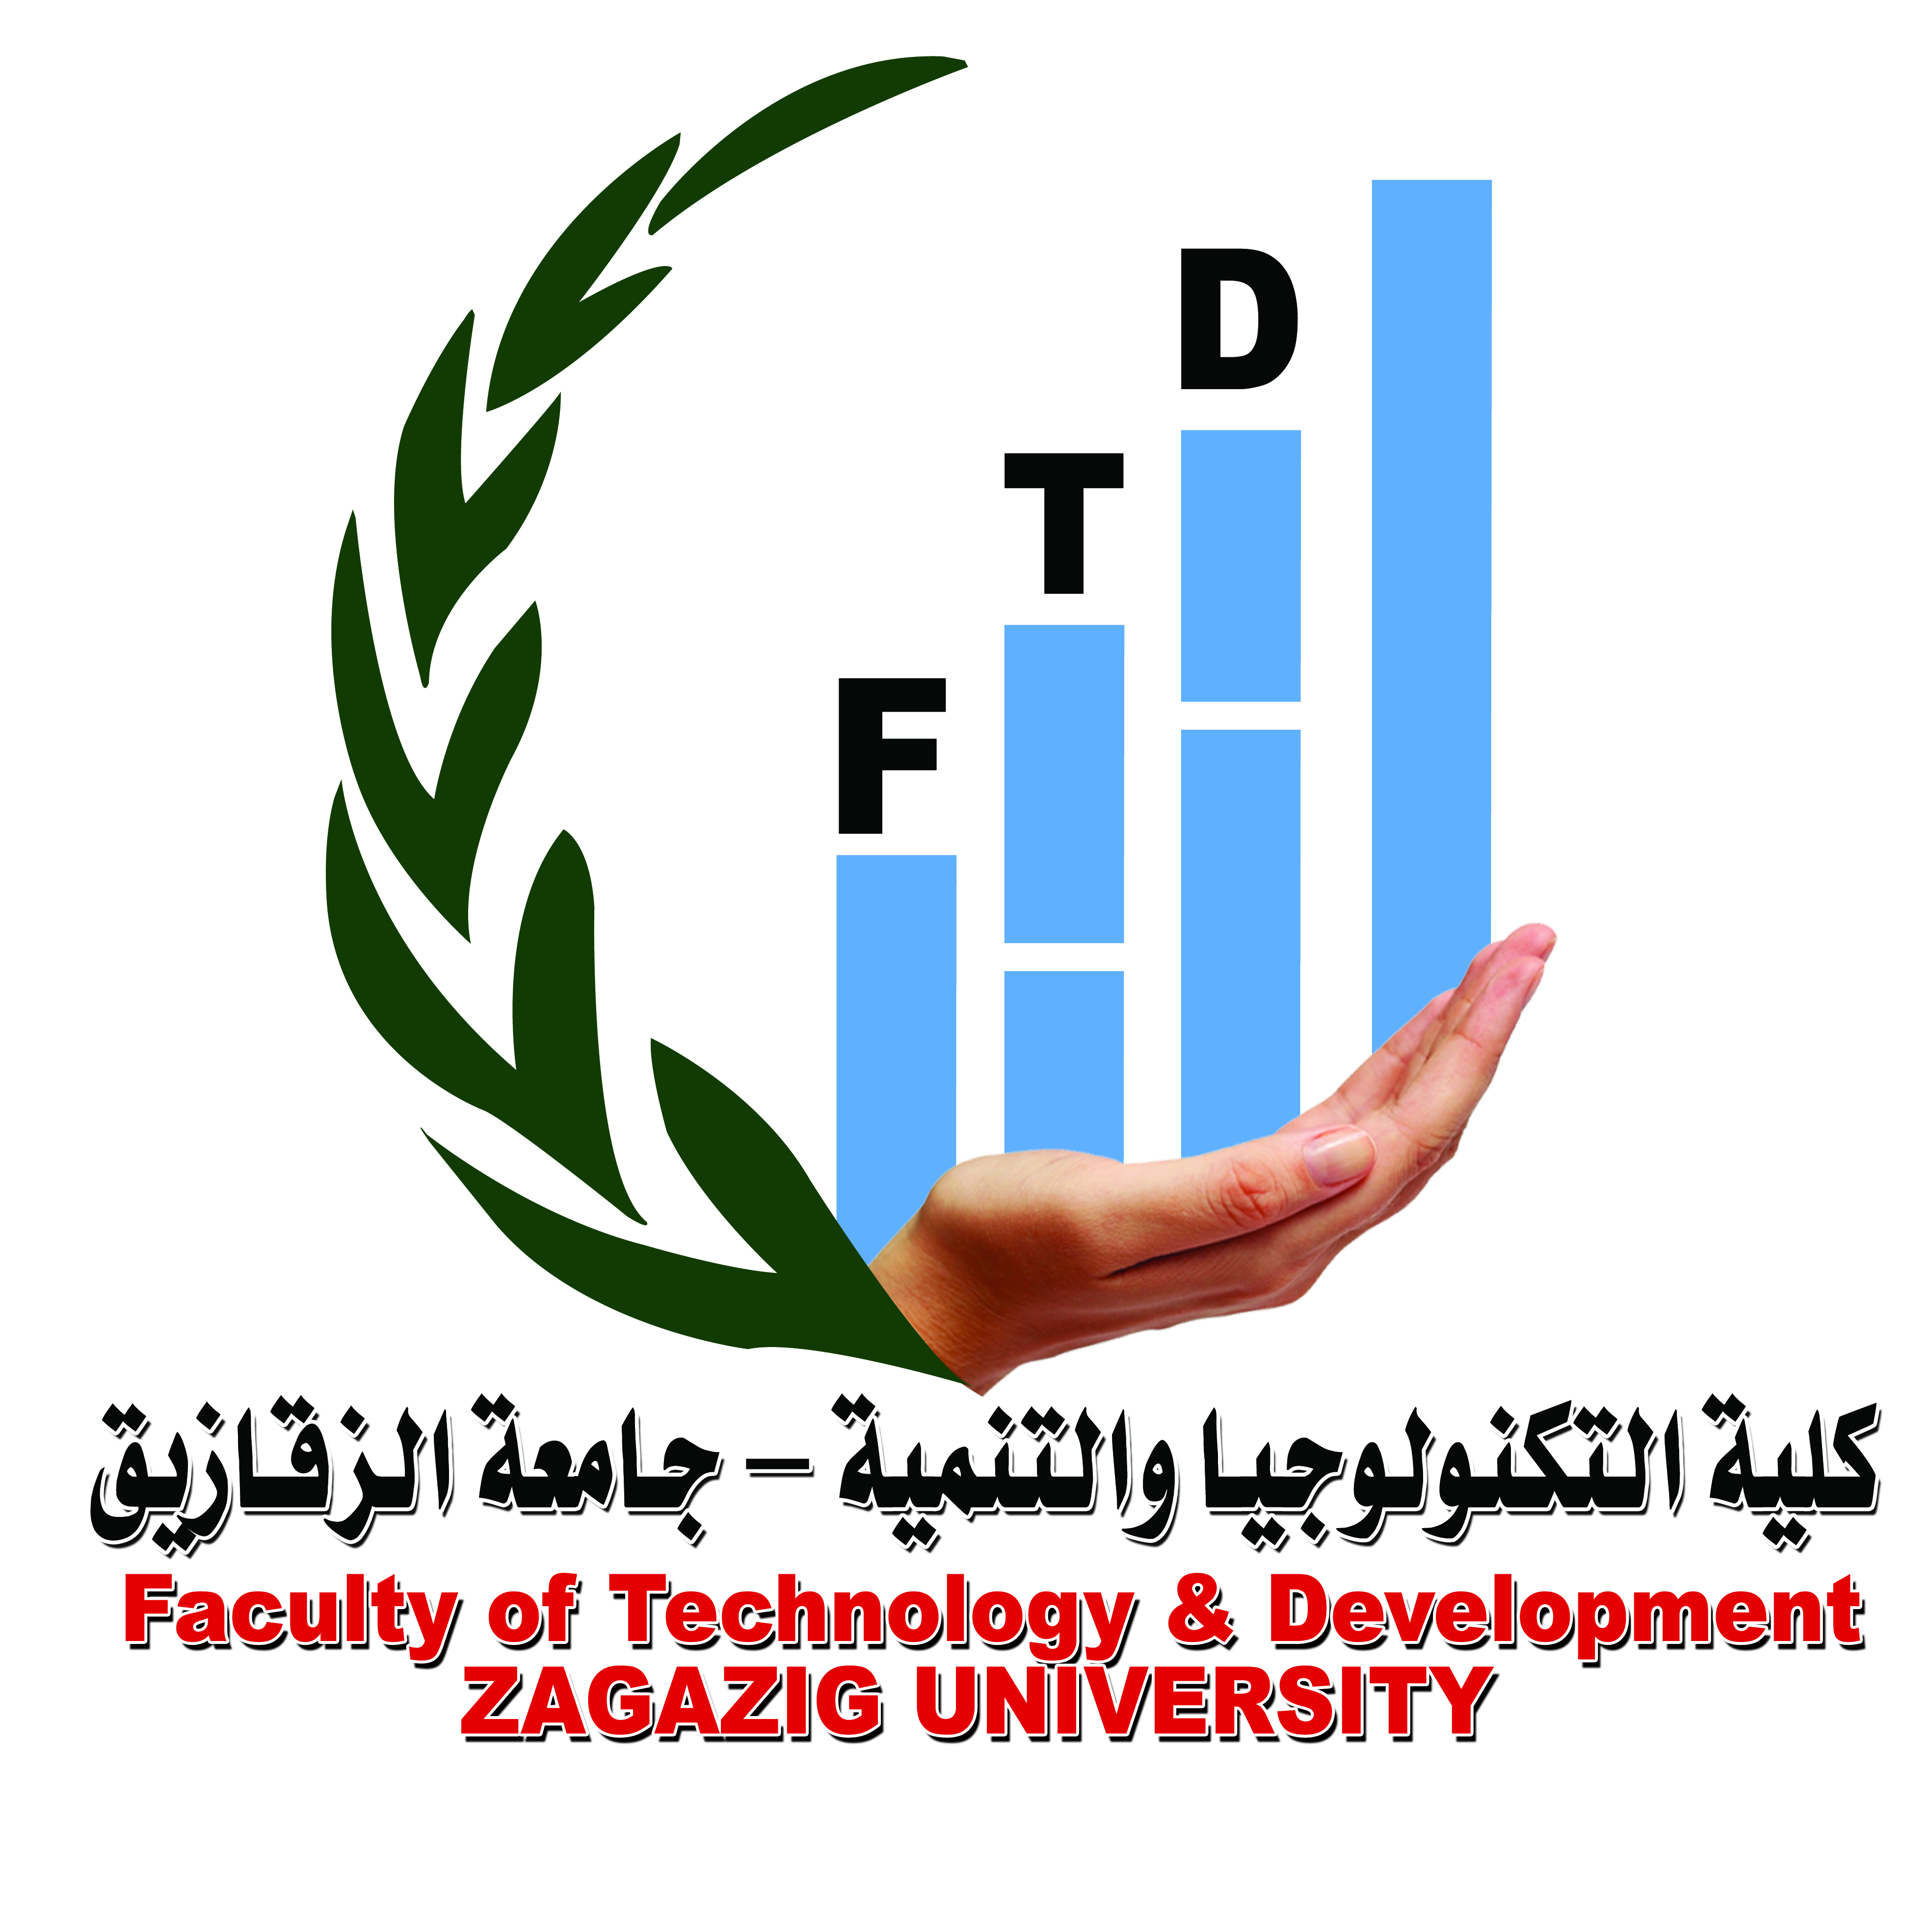 F
T
D
كلية التكنولوجيا والتنمية – جامعة الزقازيق
Faculty of Technology & Development
ZAGAZIG UNIVERSITY